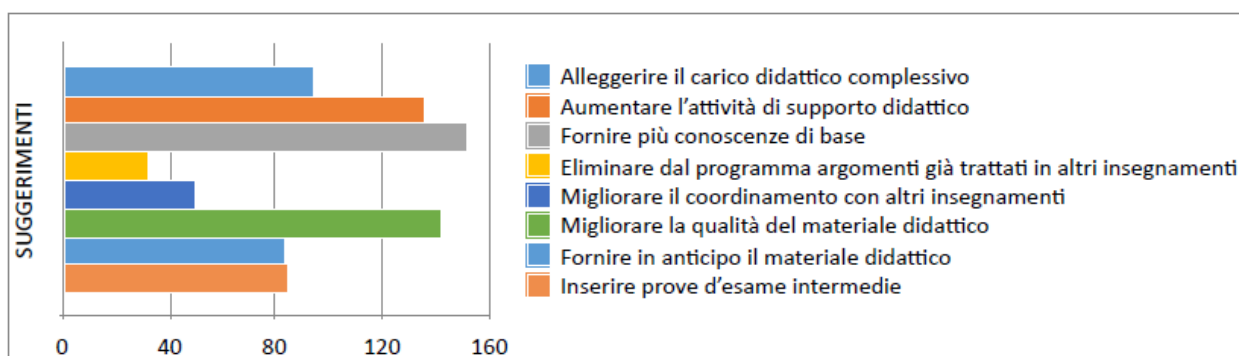 SUGGERIMENTI
Alleggerire il carico didattico complessivo
Aumentare l'attività di supporto didattico
Fornire più conoscenze di base
Eliminare dal programma argomenti già trattati in altri insegnamenti
Migliorare il coordinamento con altri insegnamenti
Migliorare la qualità del materiale didattico
Fornire in anticipo il materiale didattico
Inserire prove d'esame intermedie
0 40 80 120 160